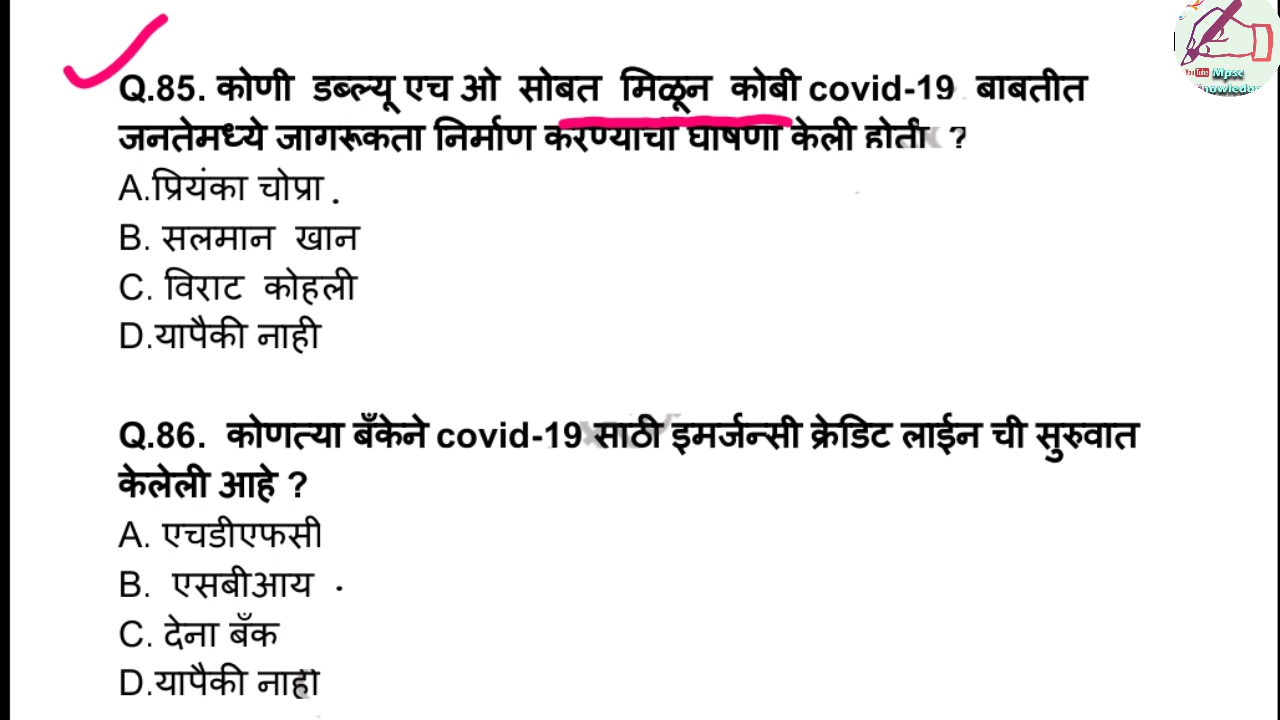 Q.85. कोणी डब्ल्यू एच ओ सोबत मिळून कोबी covid-19 बाबतीत
जनतेमध्ये जागरूकता निर्माण करण्याची घोषणा केली होती ?
A.प्रियंका चोप्रा .
B. सलमान खान
C. विराट कोहली
D.यापैकी नाही
Q.86. कोणत्या बँकेने covid-19 साठी इमर्जन्सी क्रेडिट लाईन ची सुरुवात
केलेली आहे ?
A. एचडीएफसी
B. एसबीआय .
C. देना बँक
D.यापैकी नाही
Mpsc